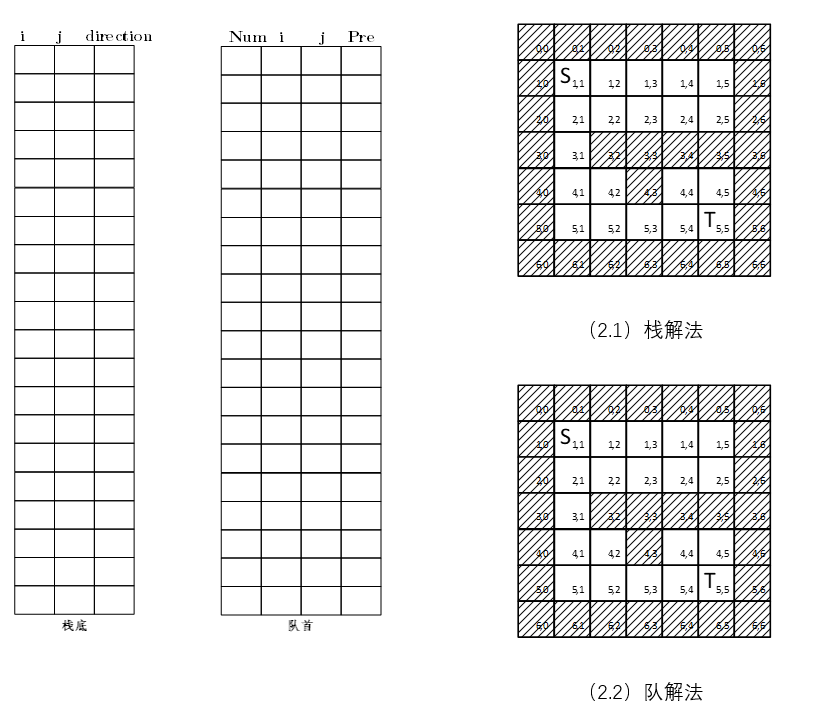 i j direction
栈底
Num i j Pre
队首
0,0 0,1 0,2 0,3 0,4 0,5 0,6
1,0 S 1,1 1,2 1,3 1,4 1,5 1,6
2,0 2,1 2,2 2,3 2,4 2,5 2,6
3,0 3,1 3,2 3,3 3,4 3,5 3,6
4,0 4,1 4,2 4,3 4,4 4,5 4,6
5,0 5,1 5,2 5,3 5,4 T 5,5 5,6
6,0 6,1 6,2 6,3 6,4 6,5 6,6
（2.1）栈解法
0,0 0,1 0,2 0,3 0,4 0,5 0,6
1,0 S 1,1 1,2 1,3 1,4 1,5 1,6
2,0 2,1 2,2 2,3 2,4 2,5 2,6
3,0 3,1 3,2 3,3 3,4 3,5 3,6
4,0 4,1 4,2 4,3 4,4 4,5 4,6
5,0 5,1 5,2 5,3 5,4 T 5,5 5,6
6,0 6,1 6,2 6,3 6,4 6,5 6,6
（2.2）队解法